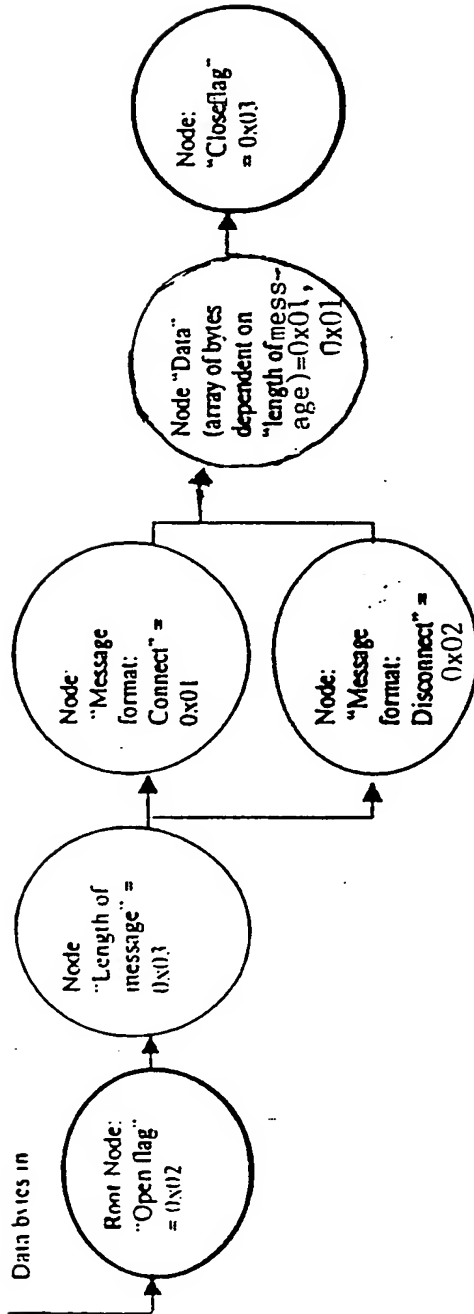 Data bytes in
Root Node:
"Open flag"
= 0x02
Node
"Length of
message" =
0x03
Node:
"Message
format:
Connect" =
0x01
Node:
"Message
format:
Disconnect" =
0x02
Node "Data"
(array of bytes
dependent on
"length of mess-
age)=0x01,
0x01
Node:
"Closeflag"
= 0x03